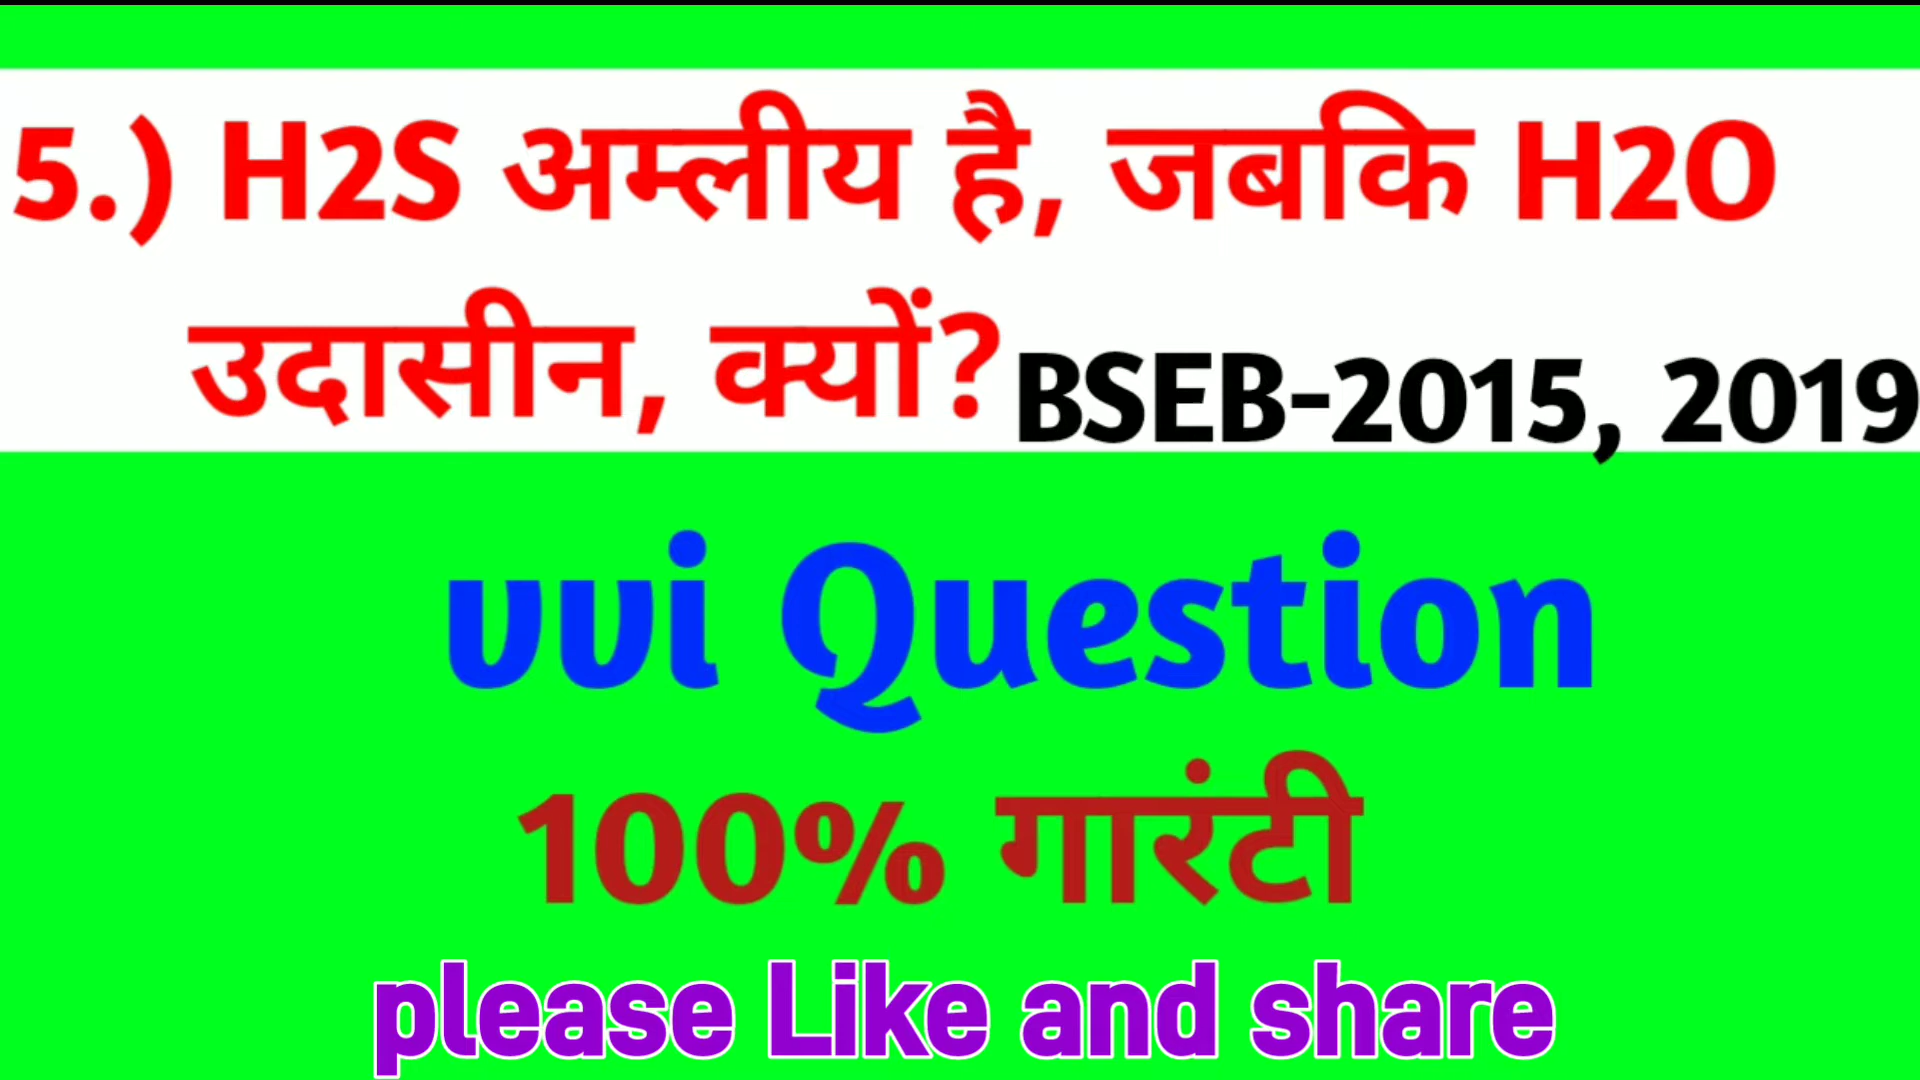 5.) H2S अम्लीय है, जबकि H2O
उदासीन, क्यों? BSEB-2015, 2019
vvi Question
100% गारंटी
please Like and share